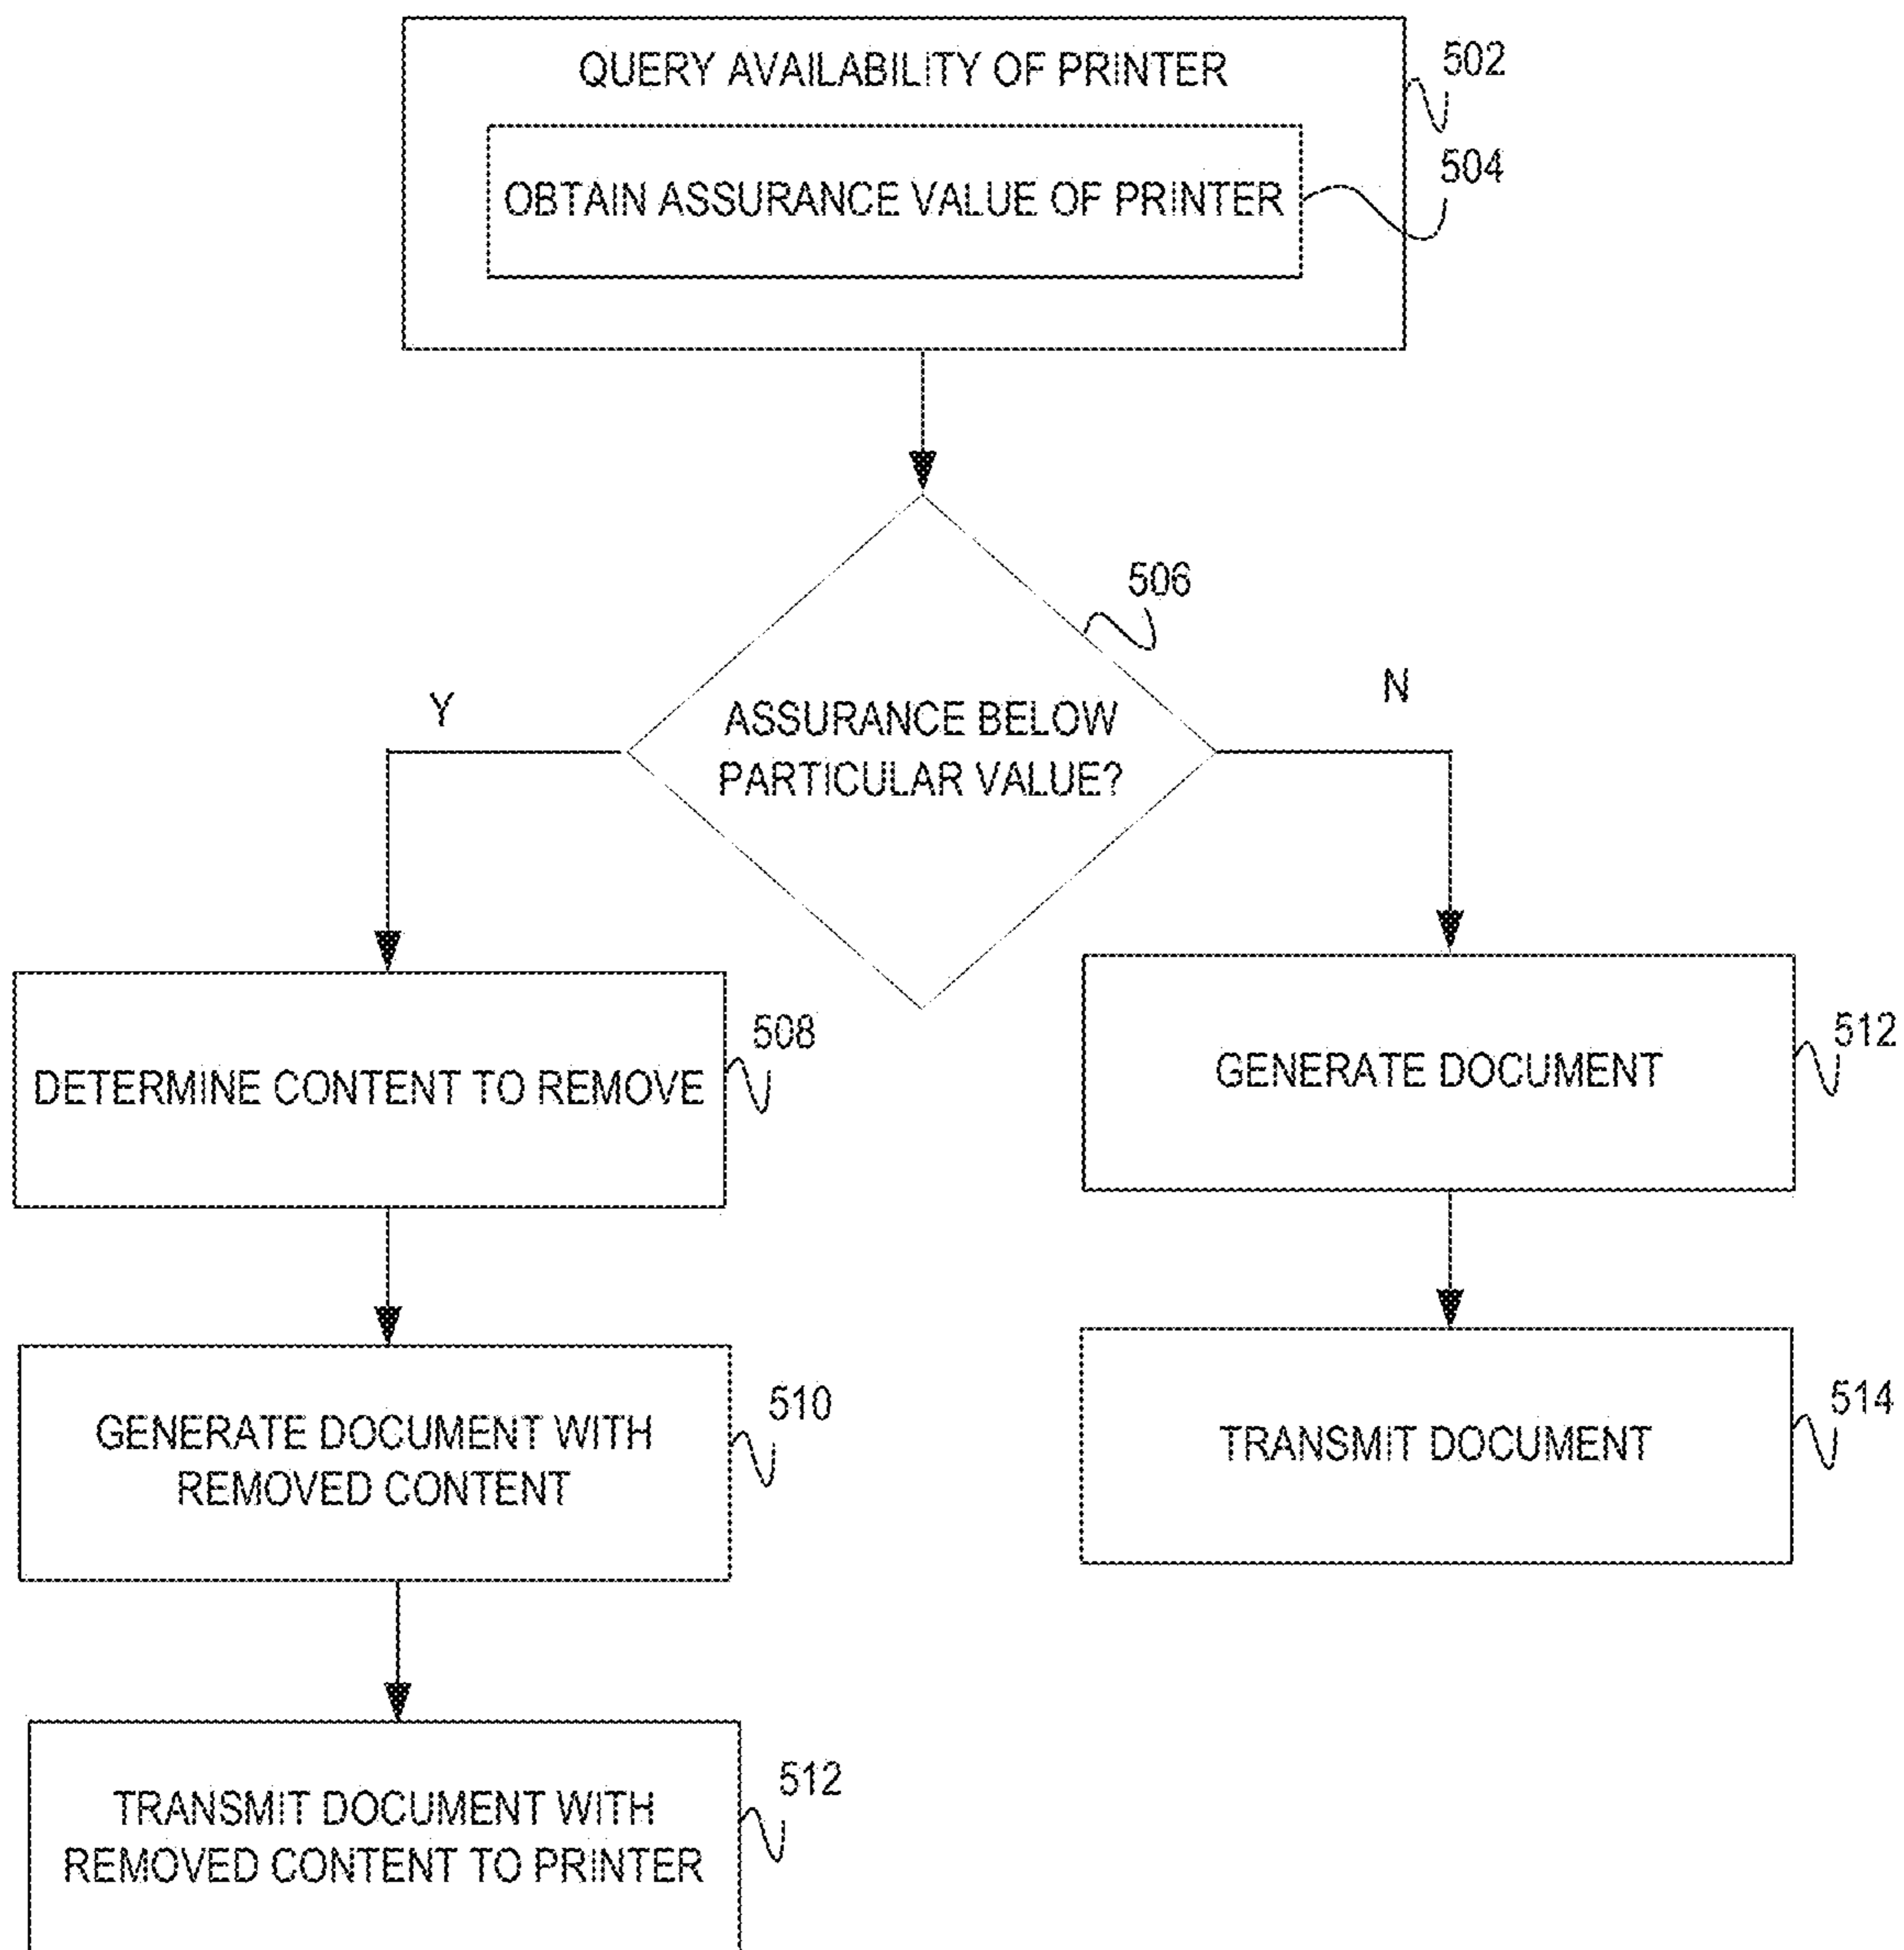 QUERY AVAILABILITY OF PRINTER
502
OBTAIN ASSURANCE VALUE OF PRINTER
504
506
ASSURANCE BELOW
PARTICULAR VALUE?
Y
N
DETERMINE CONTENT TO REMOVE
508
GENERATE DOCUMENT
512
GENERATE DOCUMENT WITH
REMOVED CONTENT
510
TRANSMIT DOCUMENT
514
TRANSMIT DOCUMENT WITH
REMOVED CONTENT TO PRINTER
512